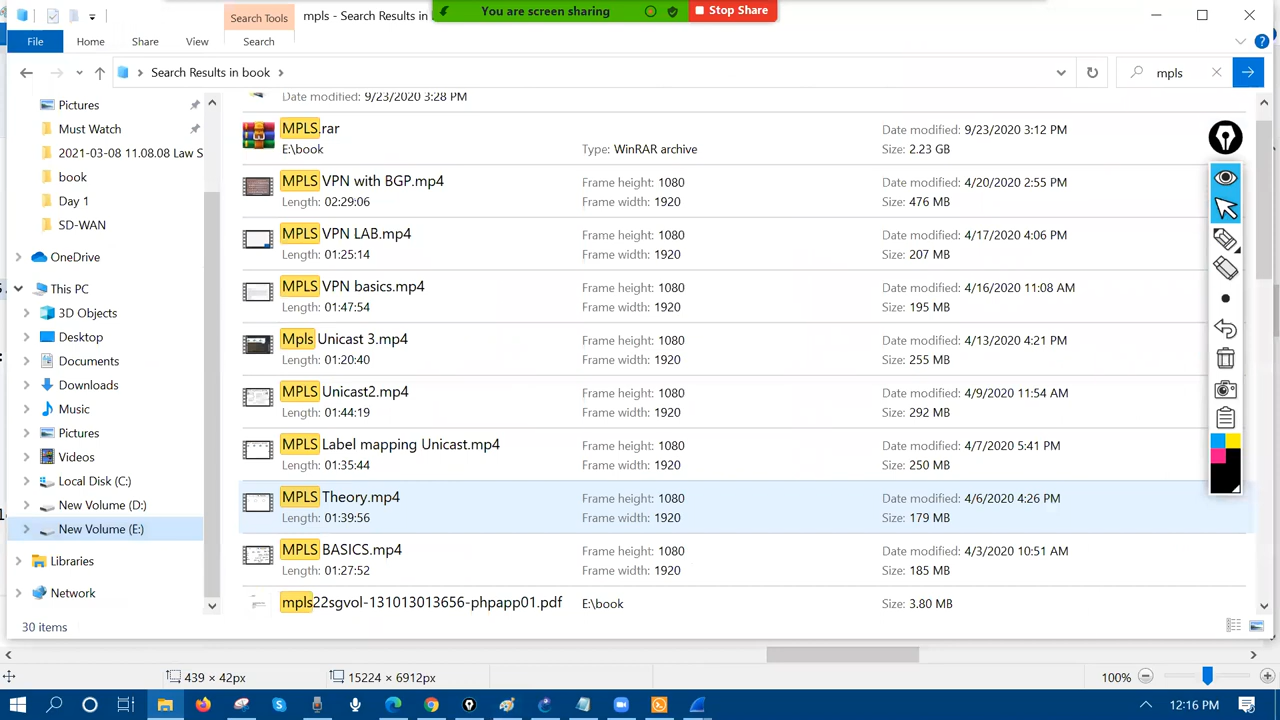 Search Tools
mpls - Search Results in
You are screen sharing
Stop Share
File
Home
Share
View
Search
Search Results in book
mpls
Pictures
Must Watch
2021-03-08 11.08.08 Law S
book
Day 1
SD-WAN
OneDrive
This PC
3D Objects
Desktop
Documents
Downloads
Music
Pictures
Videos
Local Disk (C:)
New Volume (D:)
New Volume (E:)
Libraries
Network
Date modified: 9/23/2020 3:28 PM
MPLS.rar
E:\book
Type: WinRAR archive
Date modified: 9/23/2020 3:12 PM
Size: 2.23 GB
MPLS VPN with BGP.mp4
Length: 02:29:06
Frame height: 1080
Frame width: 1920
Date modified: 4/20/2020 2:55 PM
Size: 476 MB
MPLS VPN LAB.mp4
Length: 01:25:14
Frame height: 1080
Frame width: 1920
Date modified: 4/17/2020 4:06 PM
Size: 207 MB
MPLS VPN basics.mp4
Length: 01:47:54
Frame height: 1080
Frame width: 1920
Date modified: 4/16/2020 11:08 AM
Size: 195 MB
Mpls Unicast 3.mp4
Length: 01:20:40
Frame height: 1080
Frame width: 1920
Date modified: 4/13/2020 4:21 PM
Size: 255 MB
MPLS Unicast2.mp4
Length: 01:44:19
Frame height: 1080
Frame width: 1920
Date modified: 4/9/2020 11:54 AM
Size: 292 MB
MPLS Label mapping Unicast.mp4
Length: 01:35:44
Frame height: 1080
Frame width: 1920
Date modified: 4/7/2020 5:41 PM
Size: 250 MB
MPLS Theory.mp4
Length: 01:39:56
Frame height: 1080
Frame width: 1920
Date modified: 4/6/2020 4:26 PM
Size: 179 MB
MPLS BASICS.mp4
Length: 01:27:52
Frame height: 1080
Frame width: 1920
Date modified: 4/3/2020 10:51 AM
Size: 185 MB
mpls22sgvol-131013013656-phpapp01.pdf
E:\book
Size: 3.80 MB
30 items
439 × 42px
15224 × 6912px
100%
12:16 PM